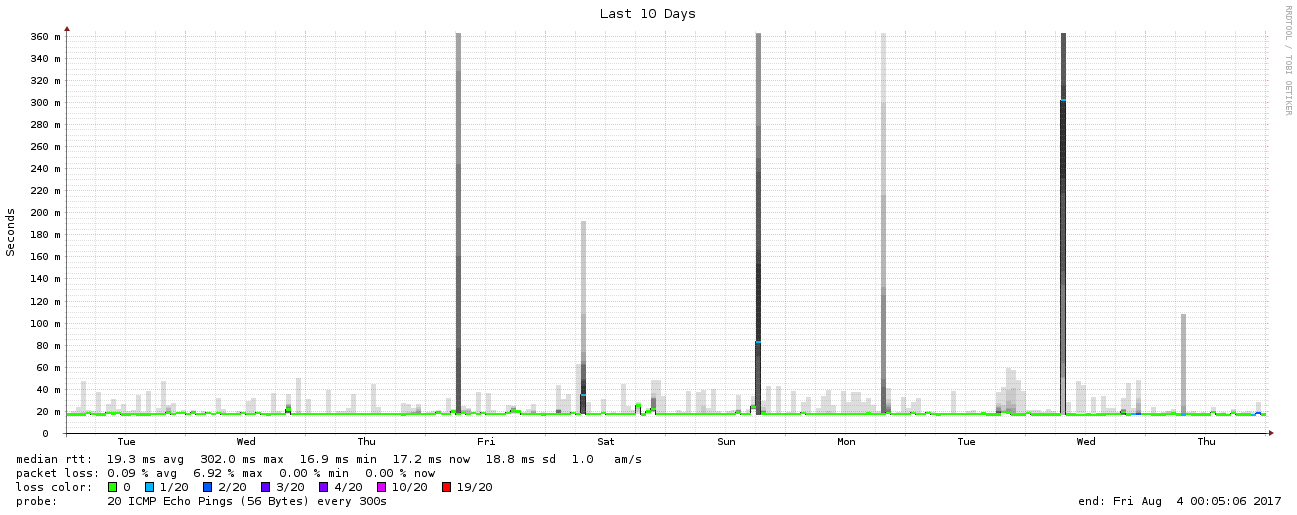 Last 10 Days
RRDTOOL / TOBI OETIKER
Seconds
360 m
340 m
320 m
300 m
280 m
260 m
240 m
220 m
200 m
180 m
160 m
140 m
120 m
100 m
80 m
60 m
40 m
20 m
0
Tue Wed Thu Fri Sat Sun Mon Tue Wed Thu
median rtt: 19.3 ms avg 302.0 ms max 16.9 ms min 17.2 ms now 18.8 ms sd 1.0 am/s
packet loss: 0.09 % avg 6.92 % max 0.00 % min 0.00 % now
loss color: 0 1/20 2/20 3/20 4/20 10/20 19/20
probe: 20 ICMP Echo Pings (56 Bytes) every 300s end: Fri Aug 4 00:05:06 2017